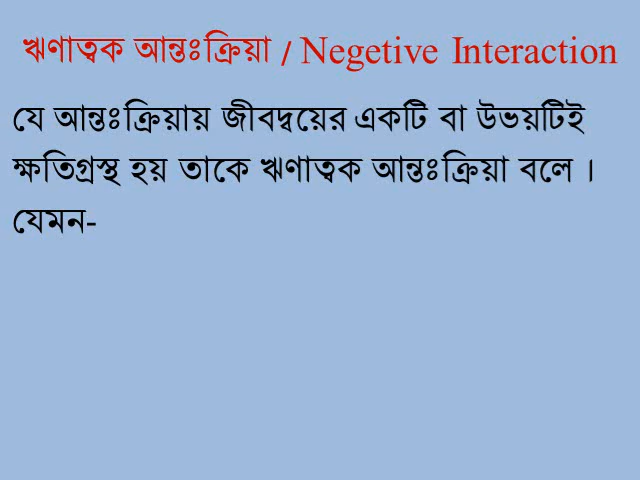 ঋণাত্বক আন্তঃক্রিয়া / Negetive Interaction
যে আন্তঃক্রিয়ায় জীবদ্বয়ের একটি বা উভয়টিই
ক্ষতিগ্রস্থ হয় তাকে ঋণাত্বক আন্তঃক্রিয়া বলে ।
যেমন-